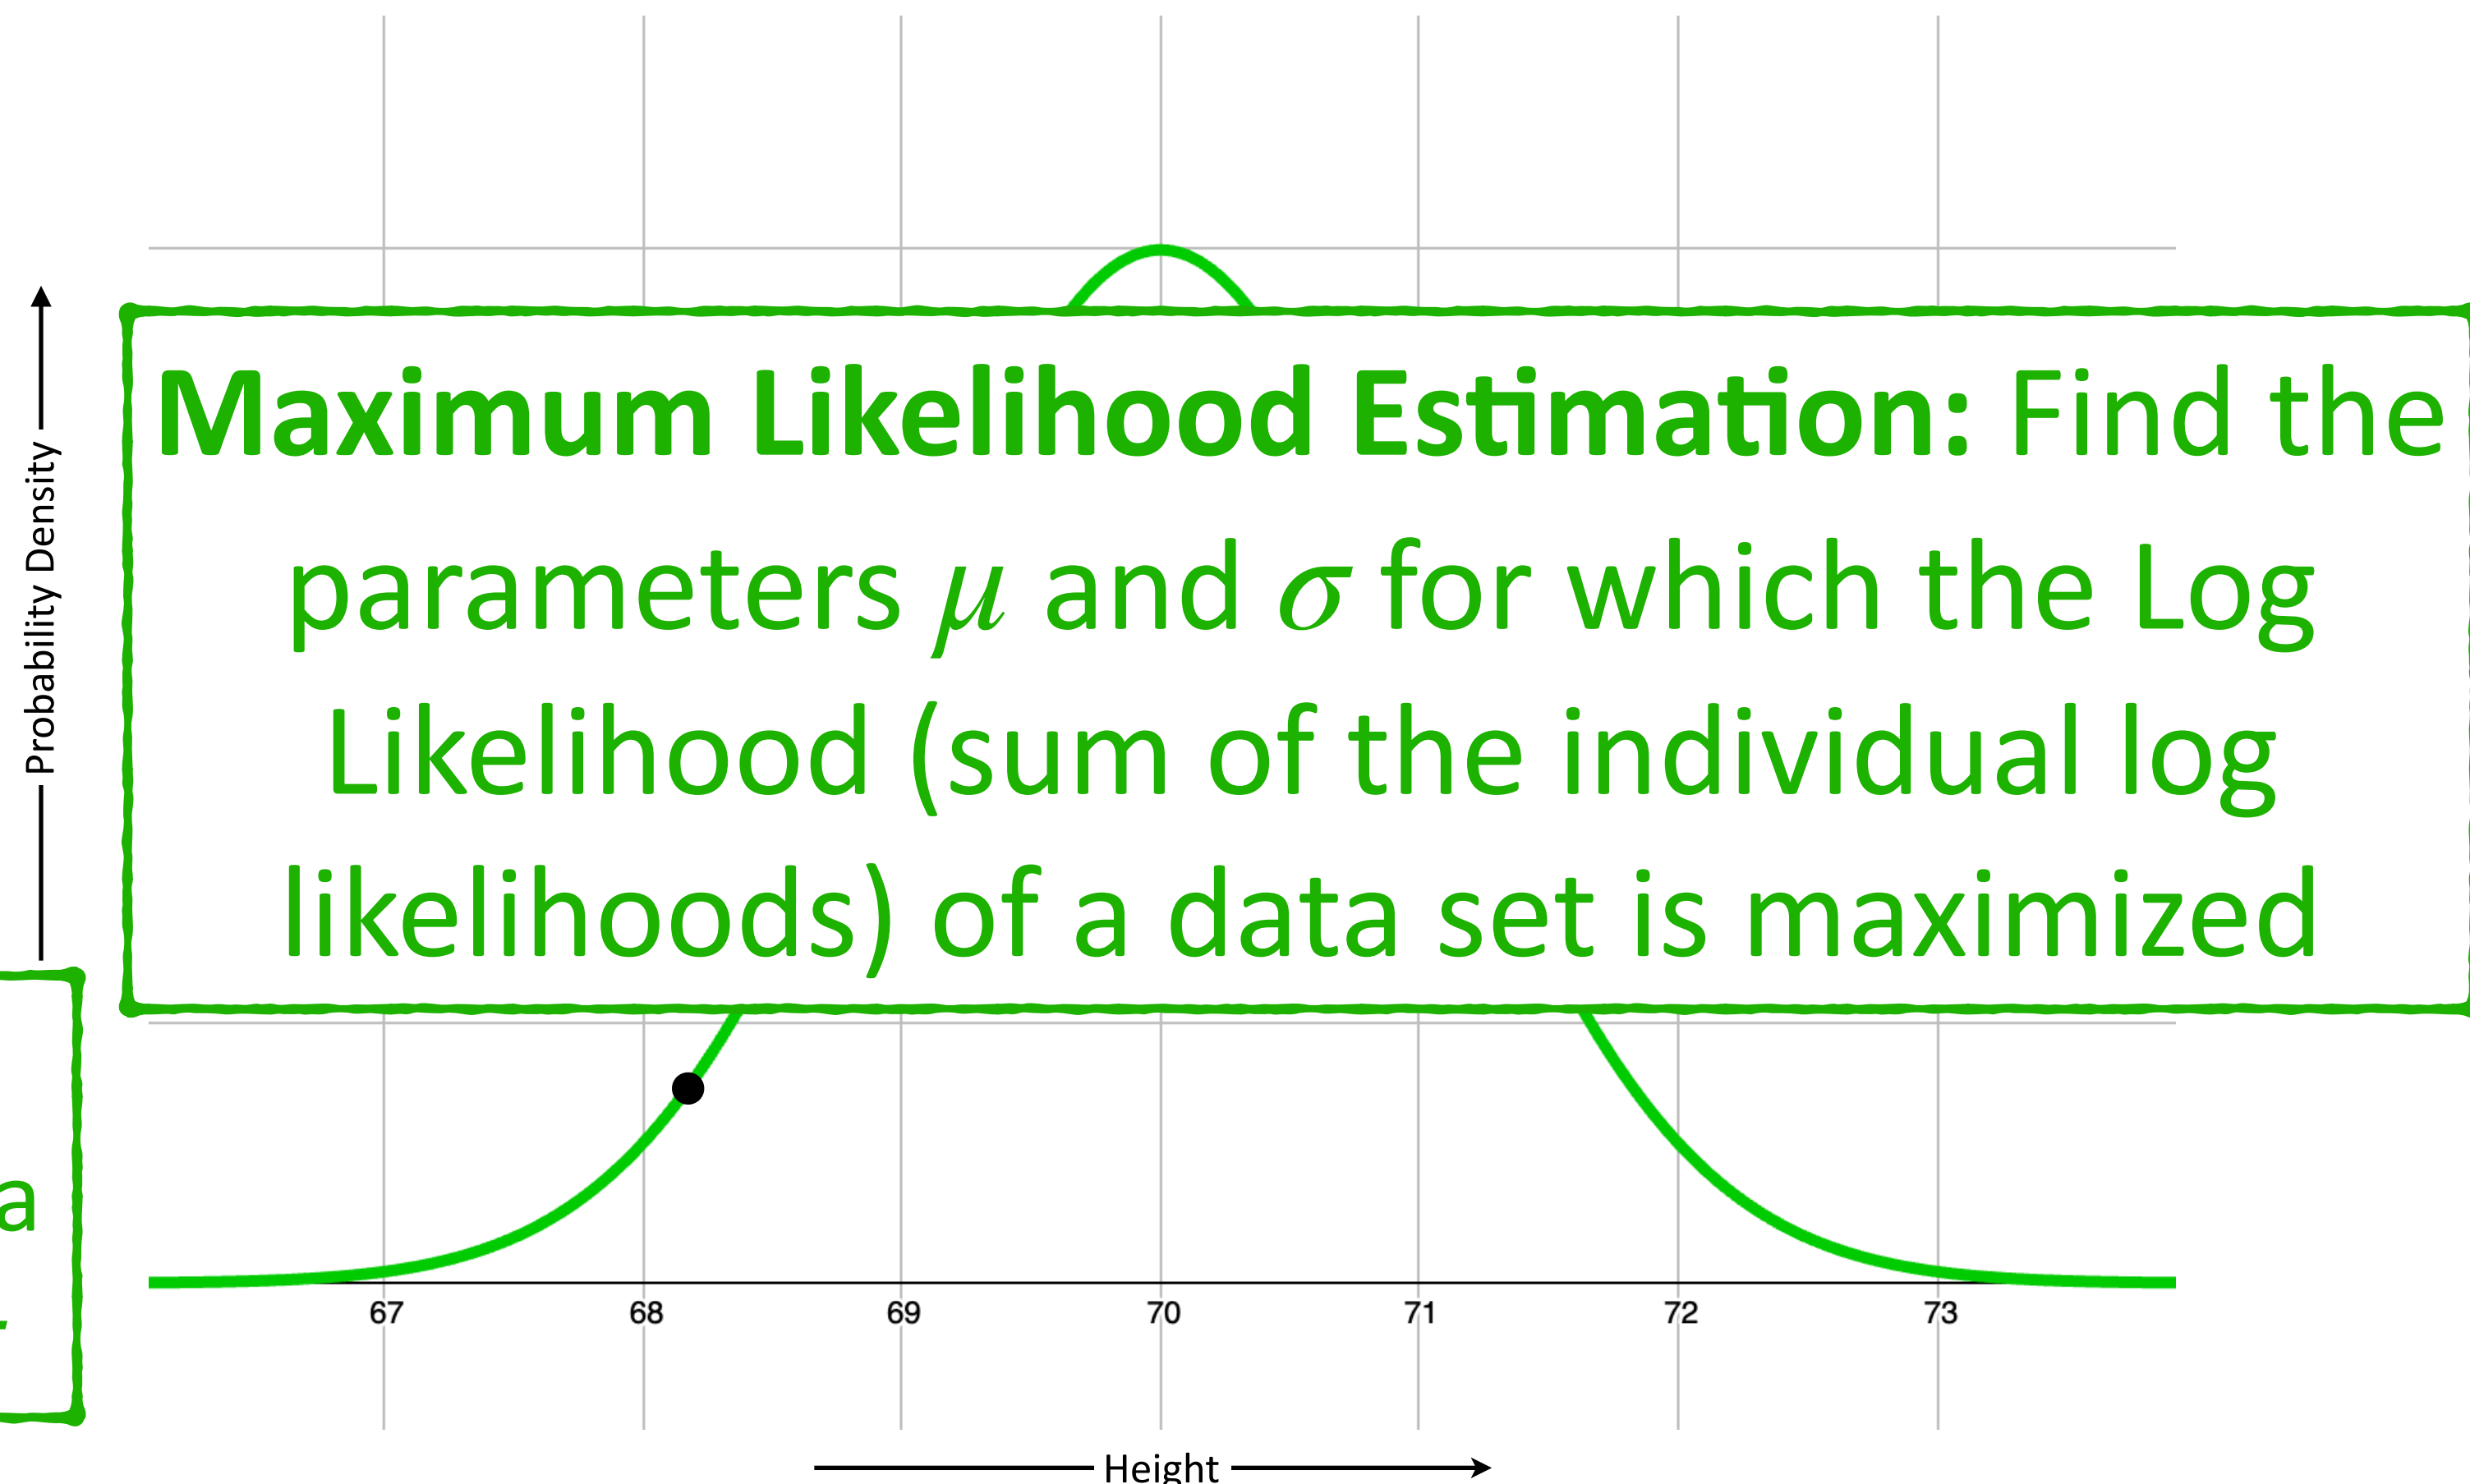 Probability Density
Maximum Likelihood Estimation: Find the
parameters μ and σ for which the Log
Likelihood (sum of the individual log
likelihoods) of a data set is maximized
a
67 68 69 70 71 72 73
Height